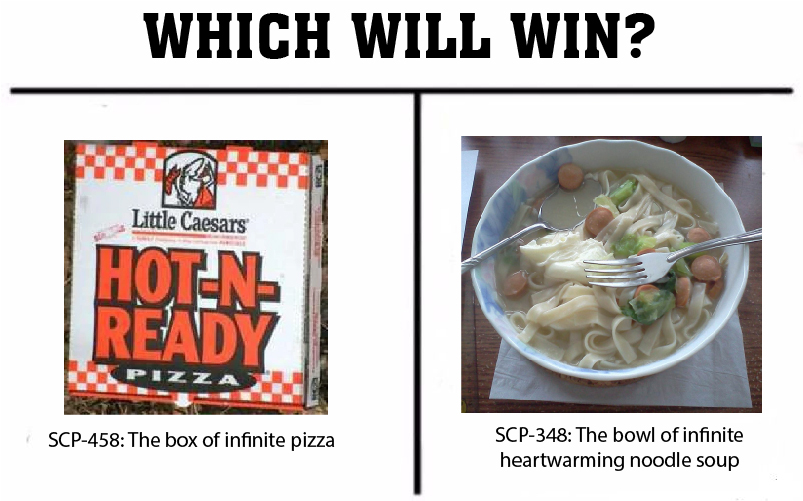 WHICH WILL WIN?
Little Caesars
HOT-N-
READY
PIZZA
SCP-458: The box of infinite pizza
SCP-348: The bowl of infinite
heartwarming noodle soup